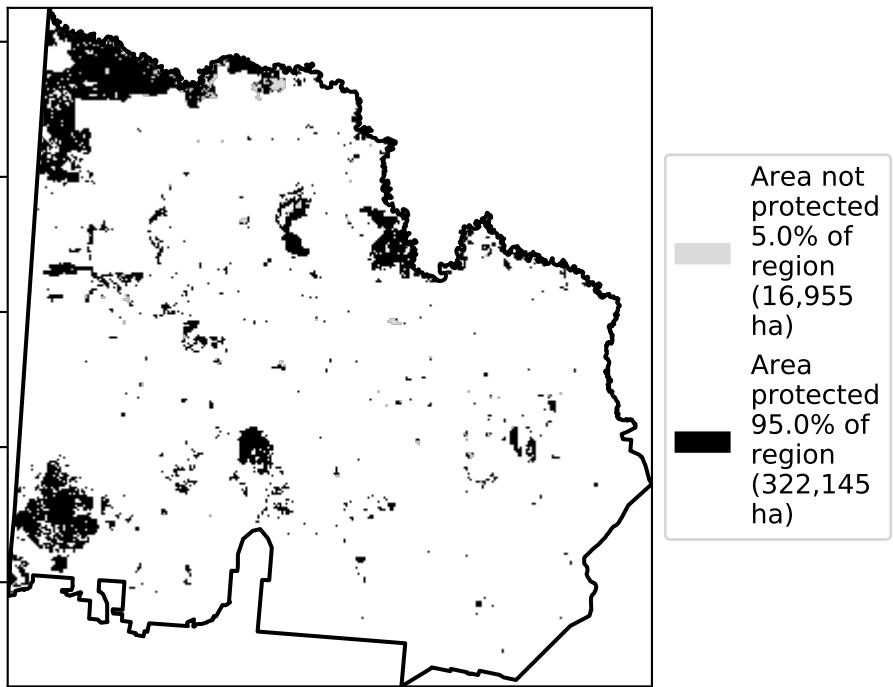 Area not
protected
5.0% of
region
(16,955
ha)
Area
protected
95.0% of
region
(322,145
ha)